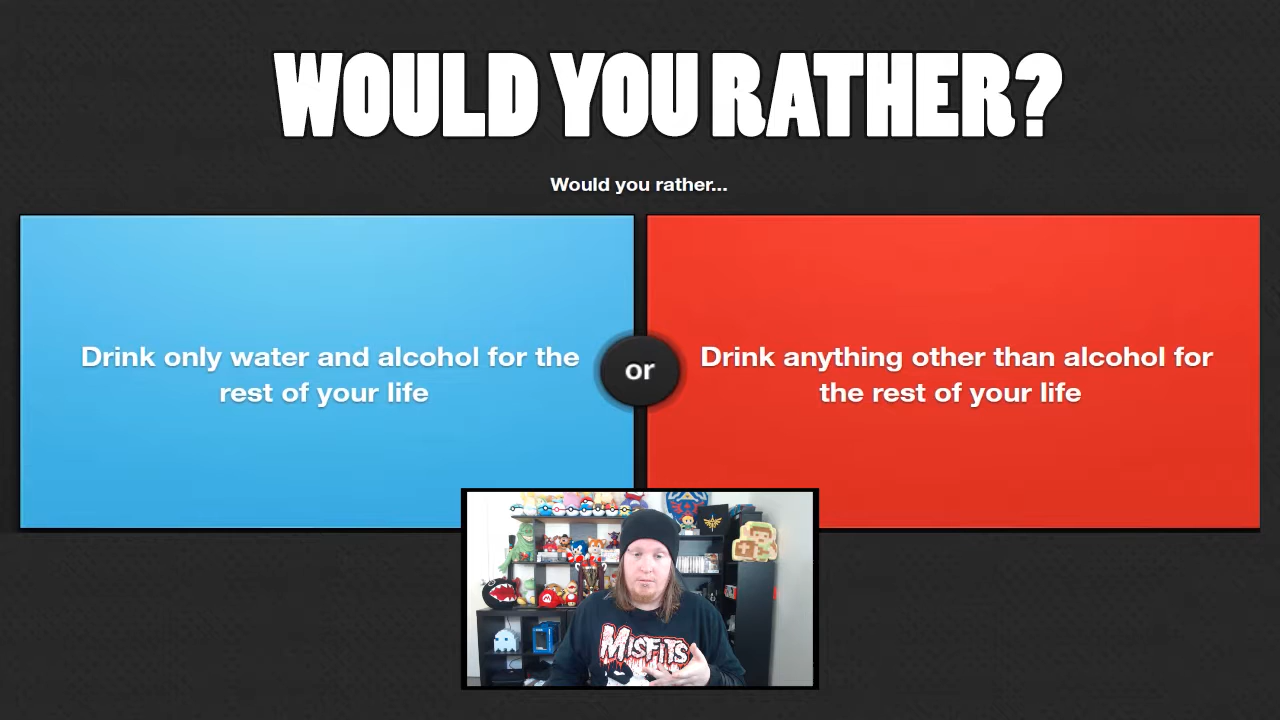 WOULD YOU RATHER?
Would you rather...
Drink only water and alcohol for the
rest of your life
or
Drink anything other than alcohol for
the rest of your life
MISFITS